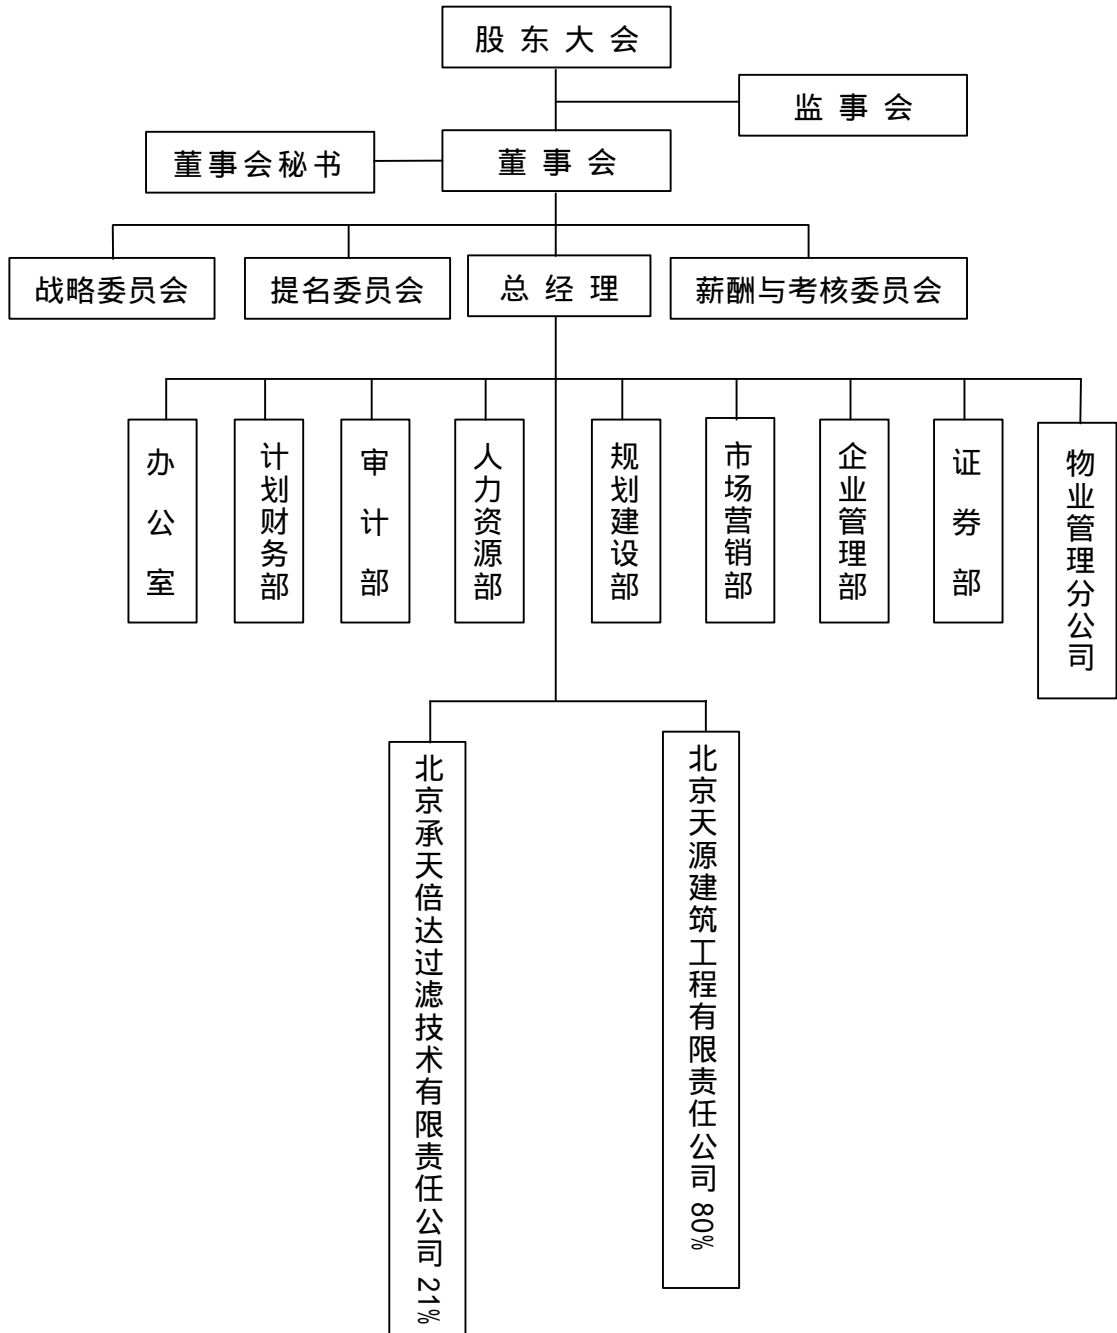 股东大会
监事会
董事会秘书
董事会
战略委员会
提名委员会
总经理
薪酬与考核委员会
办公室
计划财务部
审计部
人力资源部
规划建设部
市场营销部
企业管理部
证券部
物业管理分公司
北京承天倍达过滤技术有限责任公司 21%
北京天源建筑工程有限责任公司 80%